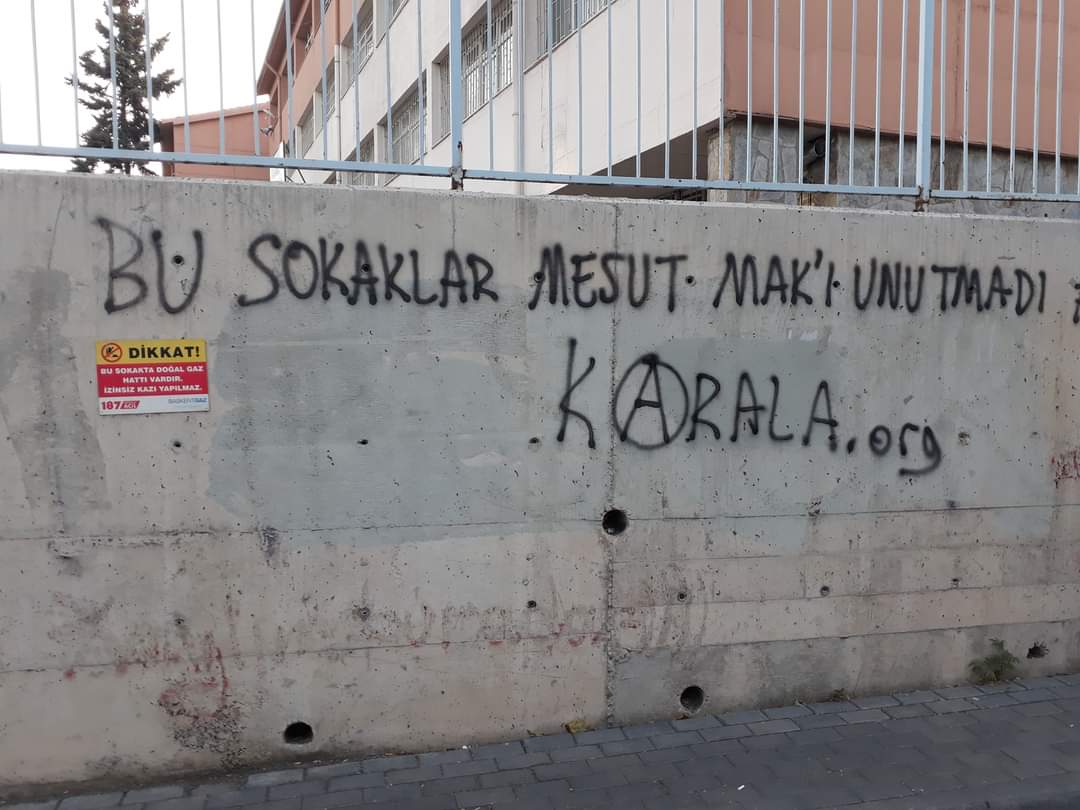 BU SOKAKLAR MESUT MAK'I UNUTMADI
KARALA.org
DİKKAT!
BU SOKAKTA DOĞAL GAZ
HATTI VARDIR.
İZİNSİZ KAZI YAPILMAZ.
187 ACİL BAŞKENTGAZ